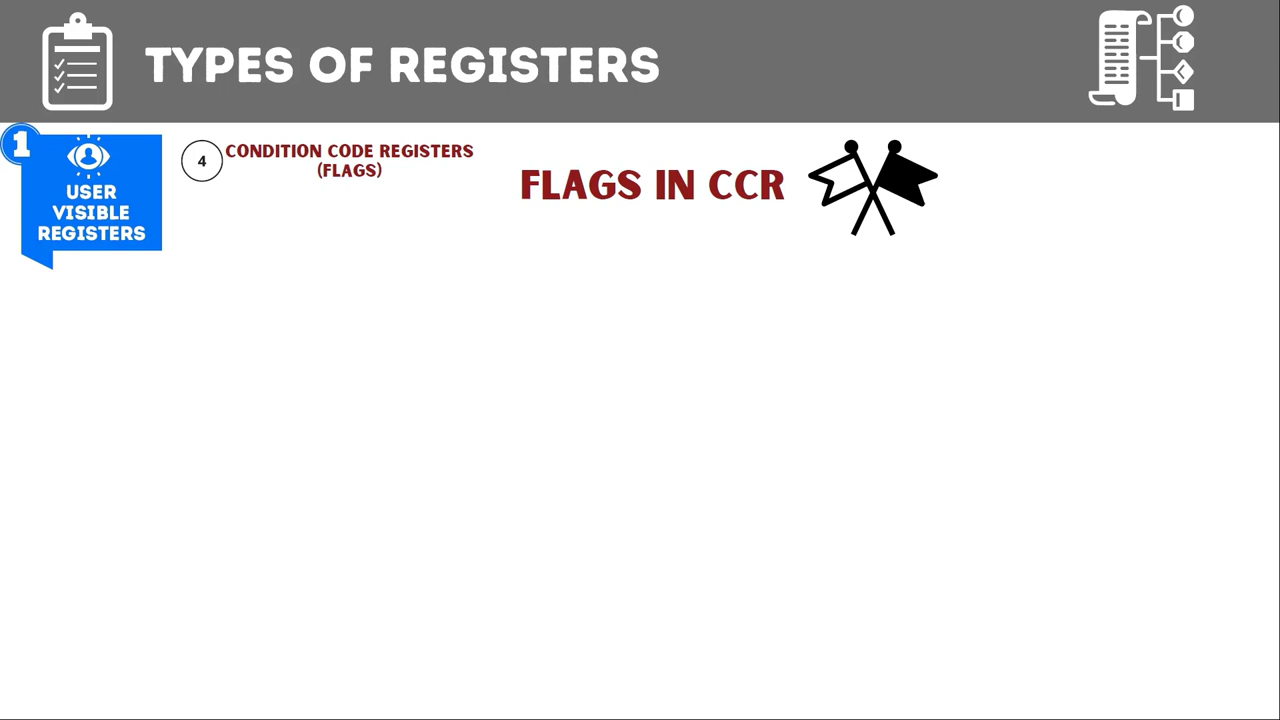 TYPES OF REGISTERS
1
USER
VISIBLE
REGISTERS
4
CONDITION CODE REGISTERS
(FLAGS)
FLAGS IN CCR